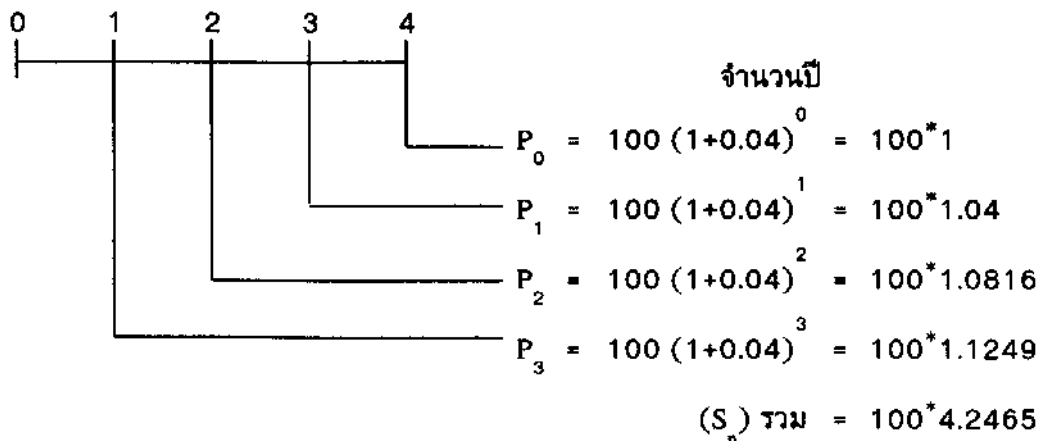 0 1 2 3 4
จำนวนปี
P₀ = 100 (1+0.04)⁰ = 100*1
P₁ = 100 (1+0.04)¹ = 100*1.04
P₂ = 100 (1+0.04)² = 100*1.0816
P₃ = 100 (1+0.04)³ = 100*1.1249
(Sₙ) รวม = 100*4.2465